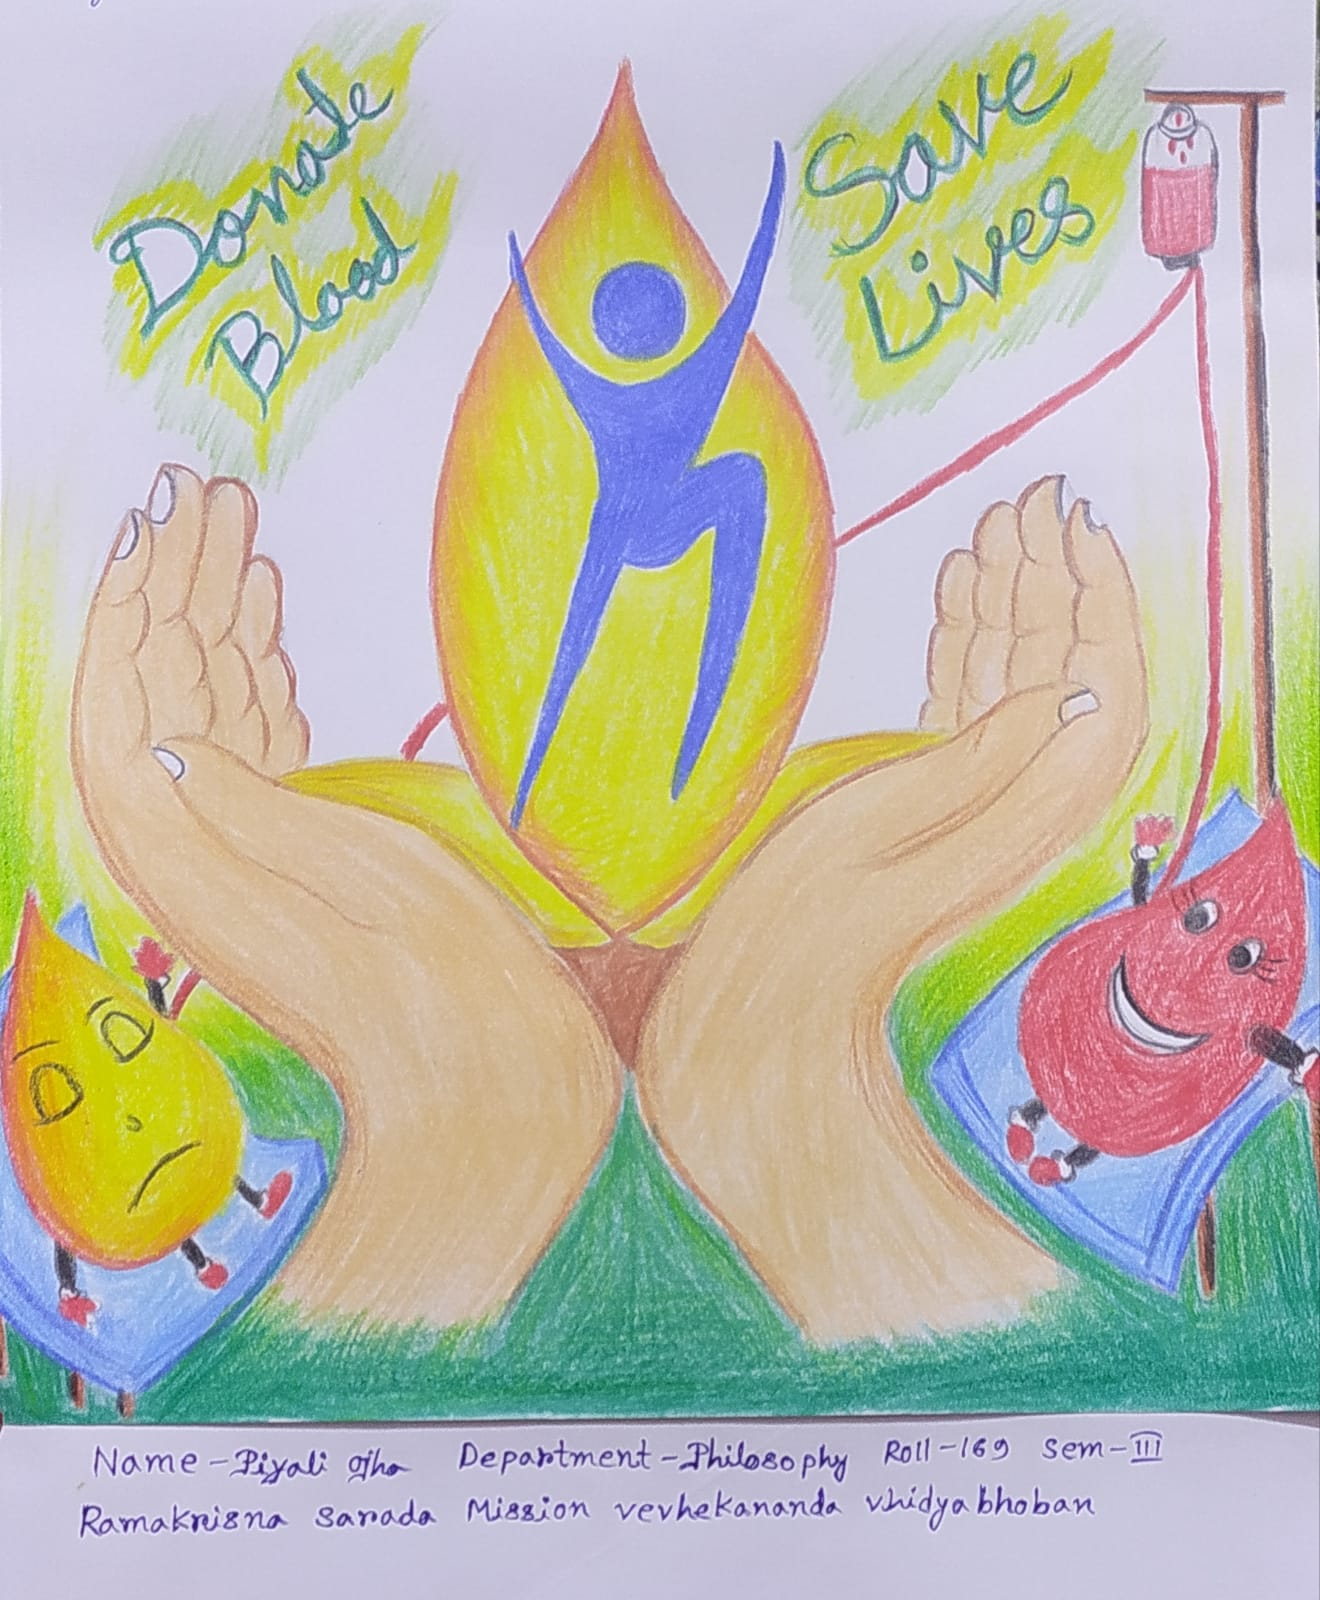 Donate
Blood
Save
Lives
Name - Piyali ojha Department - Philosophy Roll - 169 Sem - III
Ramakrisna Sarada Mission vevhekananda vhidyabhoban